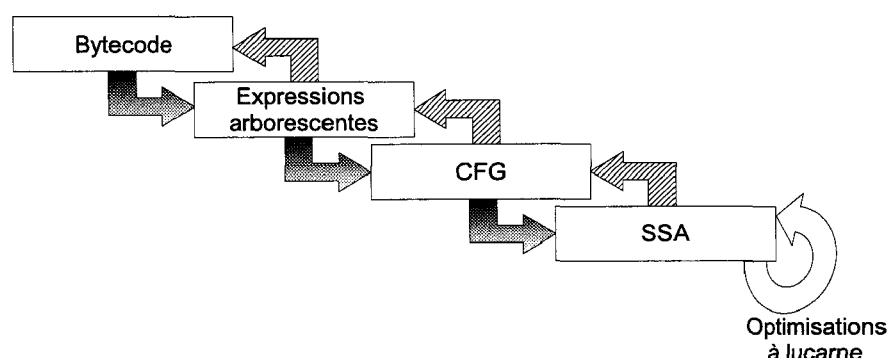 Bytecode
Expressions
arborescentes
CFG
SSA
Optimisations
à lucarne